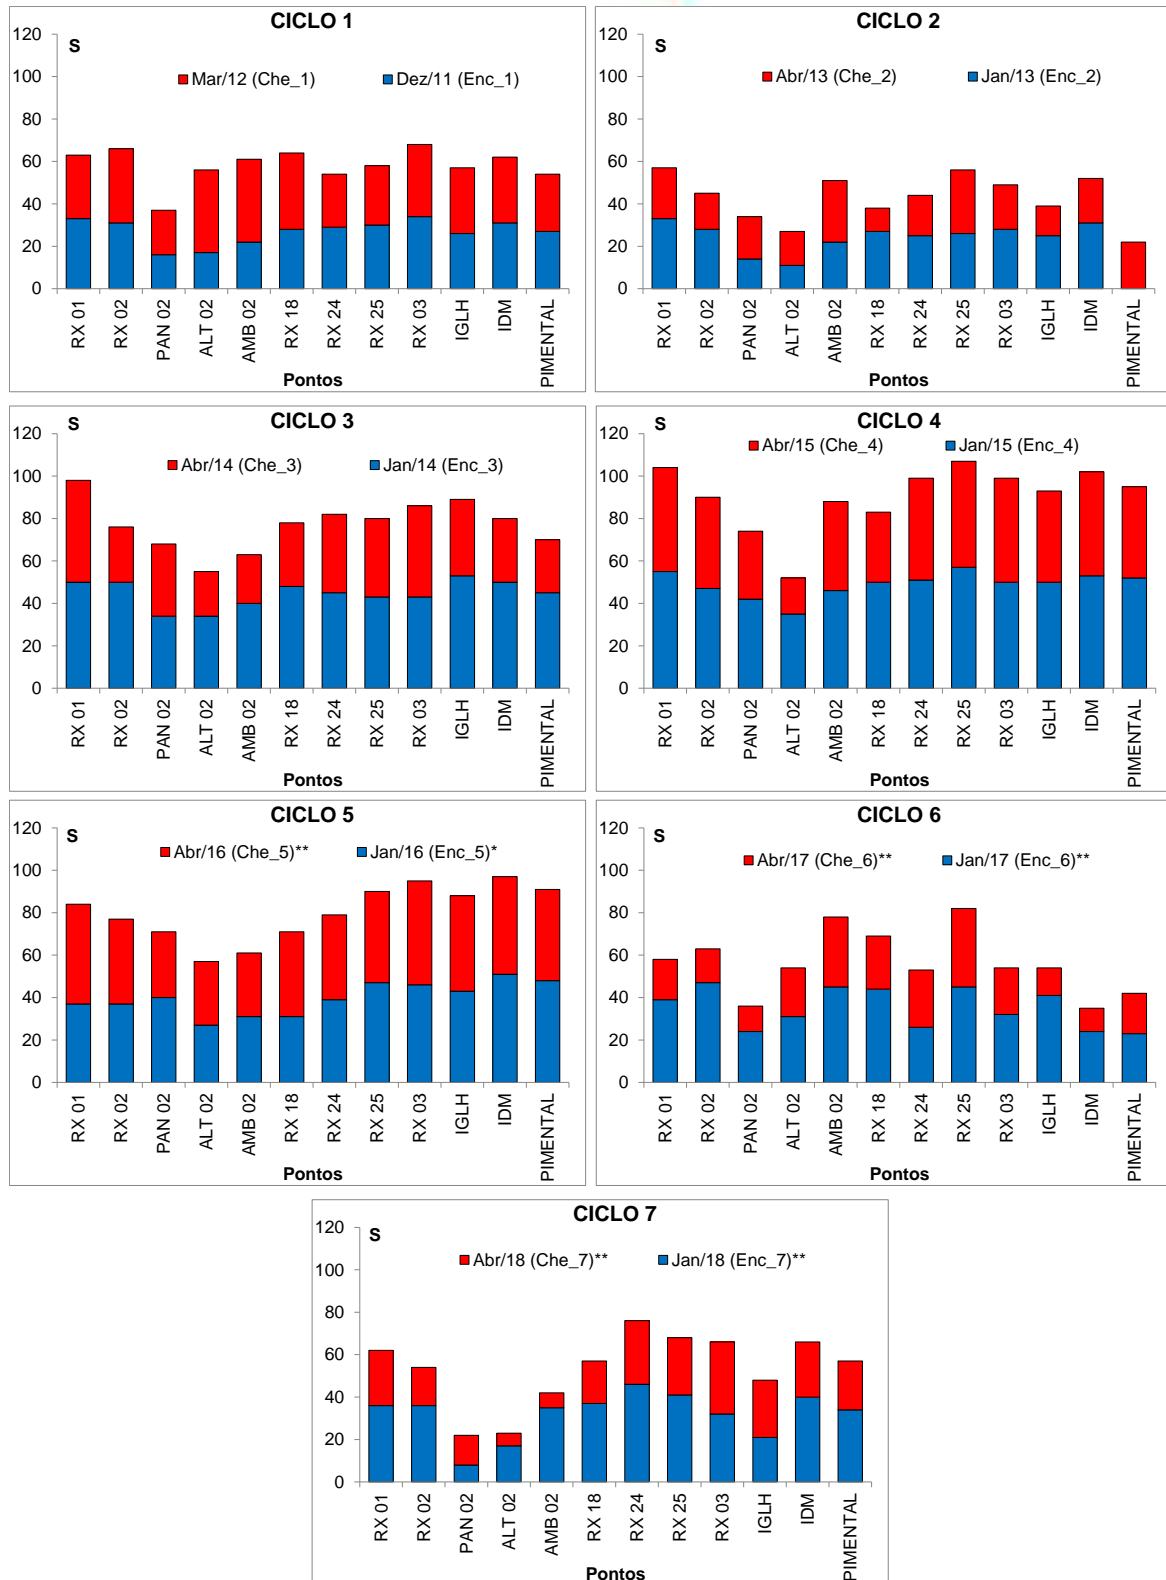 CICLO 1
S
Mar/12 (Che_1) Dez/11 (Enc_1)
120
100
80
60
40
20
0
RX 01 RX 02 PAN 02 ALT 02 AMB 02 RX 18 RX 24 RX 25 RX 03 IGLH IDM PIMENTAL
Pontos
CICLO 2
S
Abr/13 (Che_2) Jan/13 (Enc_2)
120
100
80
60
40
20
0
RX 01 RX 02 PAN 02 ALT 02 AMB 02 RX 18 RX 24 RX 25 RX 03 IGLH IDM PIMENTAL
Pontos
CICLO 3
S
Abr/14 (Che_3) Jan/14 (Enc_3)
120
100
80
60
40
20
0
RX 01 RX 02 PAN 02 ALT 02 AMB 02 RX 18 RX 24 RX 25 RX 03 IGLH IDM PIMENTAL
Pontos
CICLO 4
S
Abr/15 (Che_4) Jan/15 (Enc_4)
120
100
80
60
40
20
0
RX 01 RX 02 PAN 02 ALT 02 AMB 02 RX 18 RX 24 RX 25 RX 03 IGLH IDM PIMENTAL
Pontos
CICLO 5
S
Abr/16 (Che_5)** Jan/16 (Enc_5)*
120
100
80
60
40
20
0
RX 01 RX 02 PAN 02 ALT 02 AMB 02 RX 18 RX 24 RX 25 RX 03 IGLH IDM PIMENTAL
Pontos
CICLO 6
S
Abr/17 (Che_6)** Jan/17 (Enc_6)**
120
100
80
60
40
20
0
RX 01 RX 02 PAN 02 ALT 02 AMB 02 RX 18 RX 24 RX 25 RX 03 IGLH IDM PIMENTAL
Pontos
CICLO 7
S
Abr/18 (Che_7)** Jan/18 (Enc_7)**
120
100
80
60
40
20
0
RX 01 RX 02 PAN 02 ALT 02 AMB 02 RX 18 RX 24 RX 25 RX 03 IGLH IDM PIMENTAL
Pontos